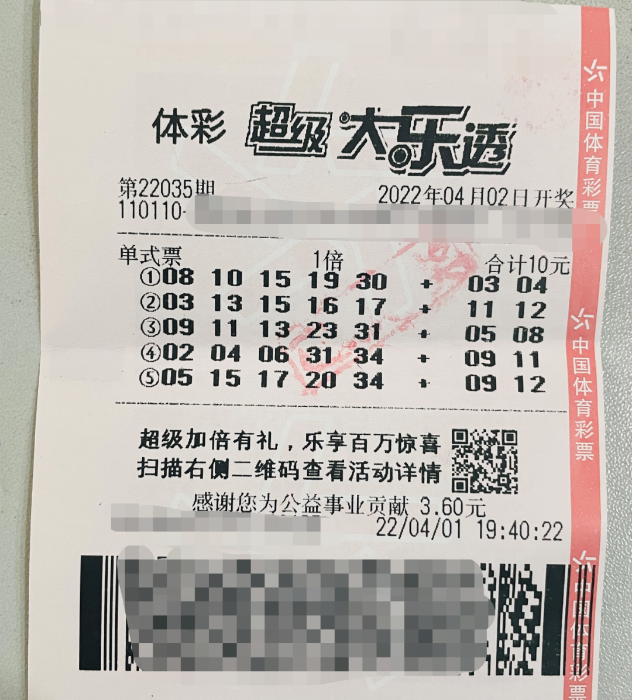 体彩 超级大乐透
第22035期 2022年04月02日开奖
110110-
单式票 1倍 合计10元
①08 10 15 19 30 + 03 04
②03 13 15 16 17 + 11 12
③09 11 13 23 31 + 05 08
④02 04 06 31 34 + 09 11
⑤05 15 17 20 34 + 09 12
超级加倍有礼，乐享百万惊喜
扫描右侧二维码查看活动详情
感谢您为公益事业贡献 3.60元
22/04/01 19:40:22
中国体育彩票
中国体育彩票
中国体育彩票